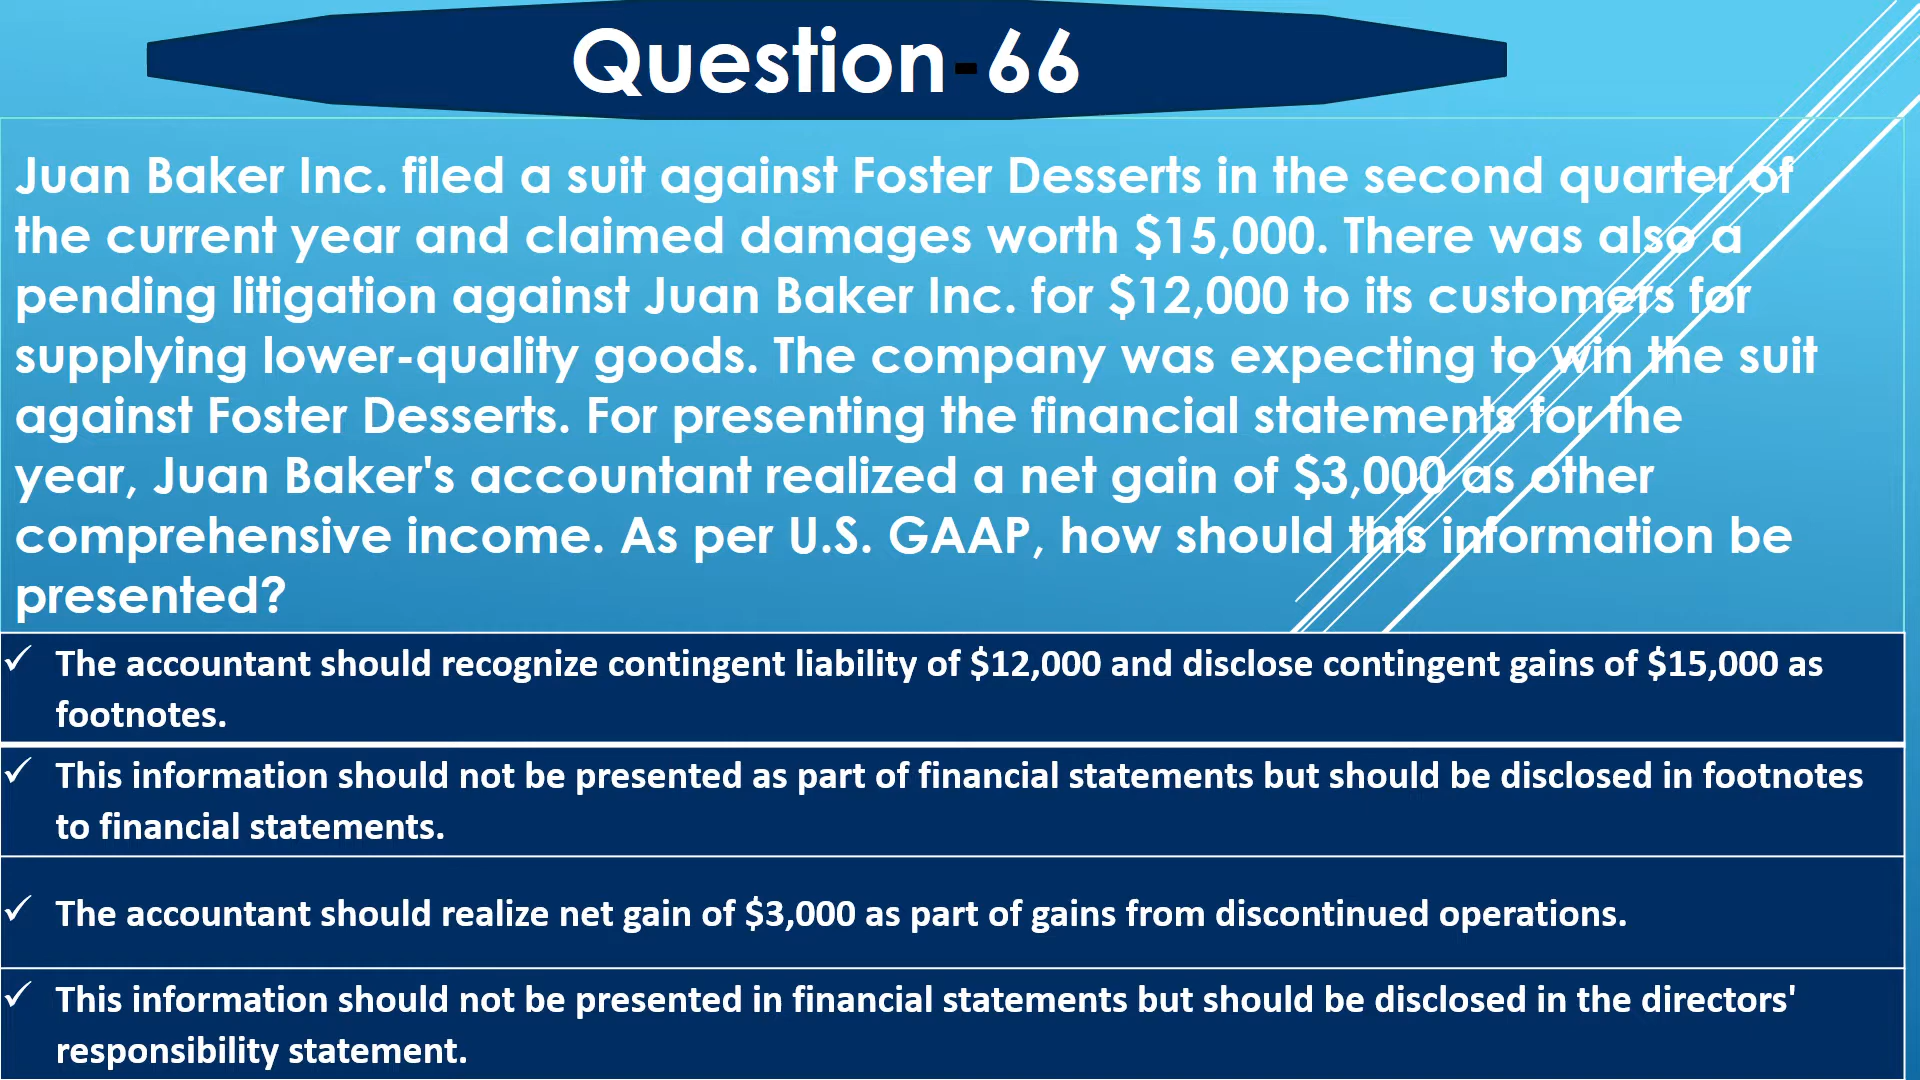 Question-66
Juan Baker Inc. filed a suit against Foster Desserts in the second quarter of
the current year and claimed damages worth $15,000. There was also a
pending litigation against Juan Baker Inc. for $12,000 to its customers for
supplying lower-quality goods. The company was expecting to win the suit
against Foster Desserts. For presenting the financial statements for the
year, Juan Baker's accountant realized a net gain of $3,000 as other
comprehensive income. As per U.S. GAAP, how should this information be
presented?
✓ The accountant should recognize contingent liability of $12,000 and disclose contingent gains of $15,000 as
footnotes.
✓ This information should not be presented as part of financial statements but should be disclosed in footnotes
to financial statements.
✓ The accountant should realize net gain of $3,000 as part of gains from discontinued operations.
✓ This information should not be presented in financial statements but should be disclosed in the directors'
responsibility statement.